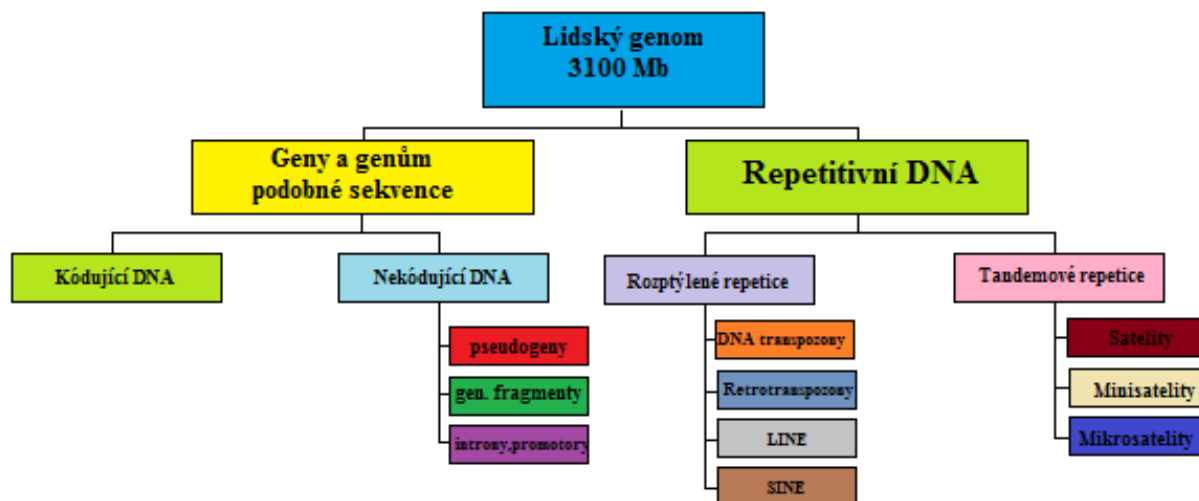 Lidský genom
3100 Mb
Geny a genům
podobné sekvence
Repetitivní DNA
Kódující DNA
Nekódující DNA
Rozptýlené repetice
Tandemové repetice
pseudogeny
gen. fragmenty
introny,promotory
DNA transpozony
Retrotranspozony
LINE
SINE
Satelity
Minisatelity
Mikrosatelity